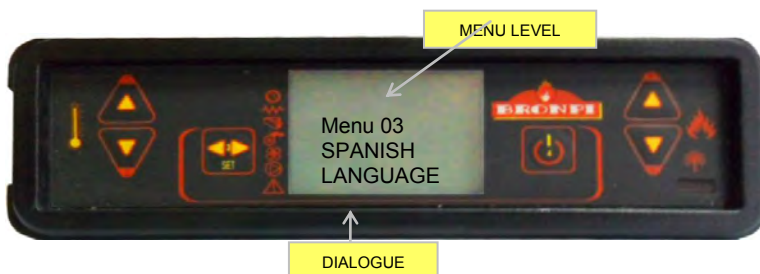 MENU LEVEL
BRONPI
Menu 03
SPANISH
LANGUAGE
SET
DIALOGUE